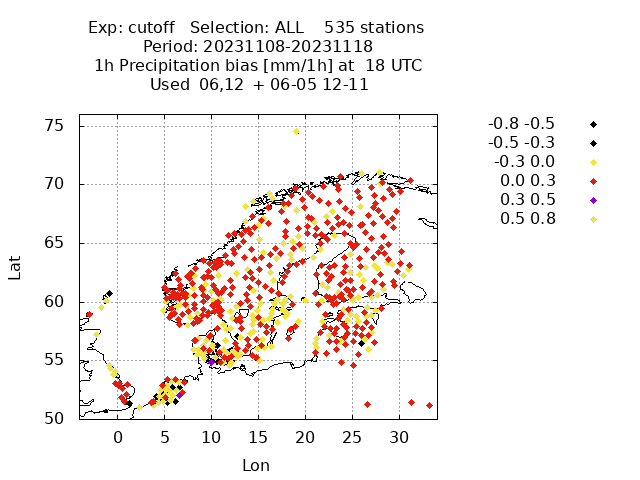 Exp: cutoff   Selection: ALL    535 stations
Period: 20231108-20231118
1h Precipitation bias [mm/1h] at  18 UTC
Used  06,12  + 06-05 12-11
-0.8 -0.5
-0.5 -0.3
-0.3 0.0
0.0 0.3
0.3 0.5
0.5 0.8
75
70
65
60
55
50
Lat
0 5 10 15 20 25 30
Lon